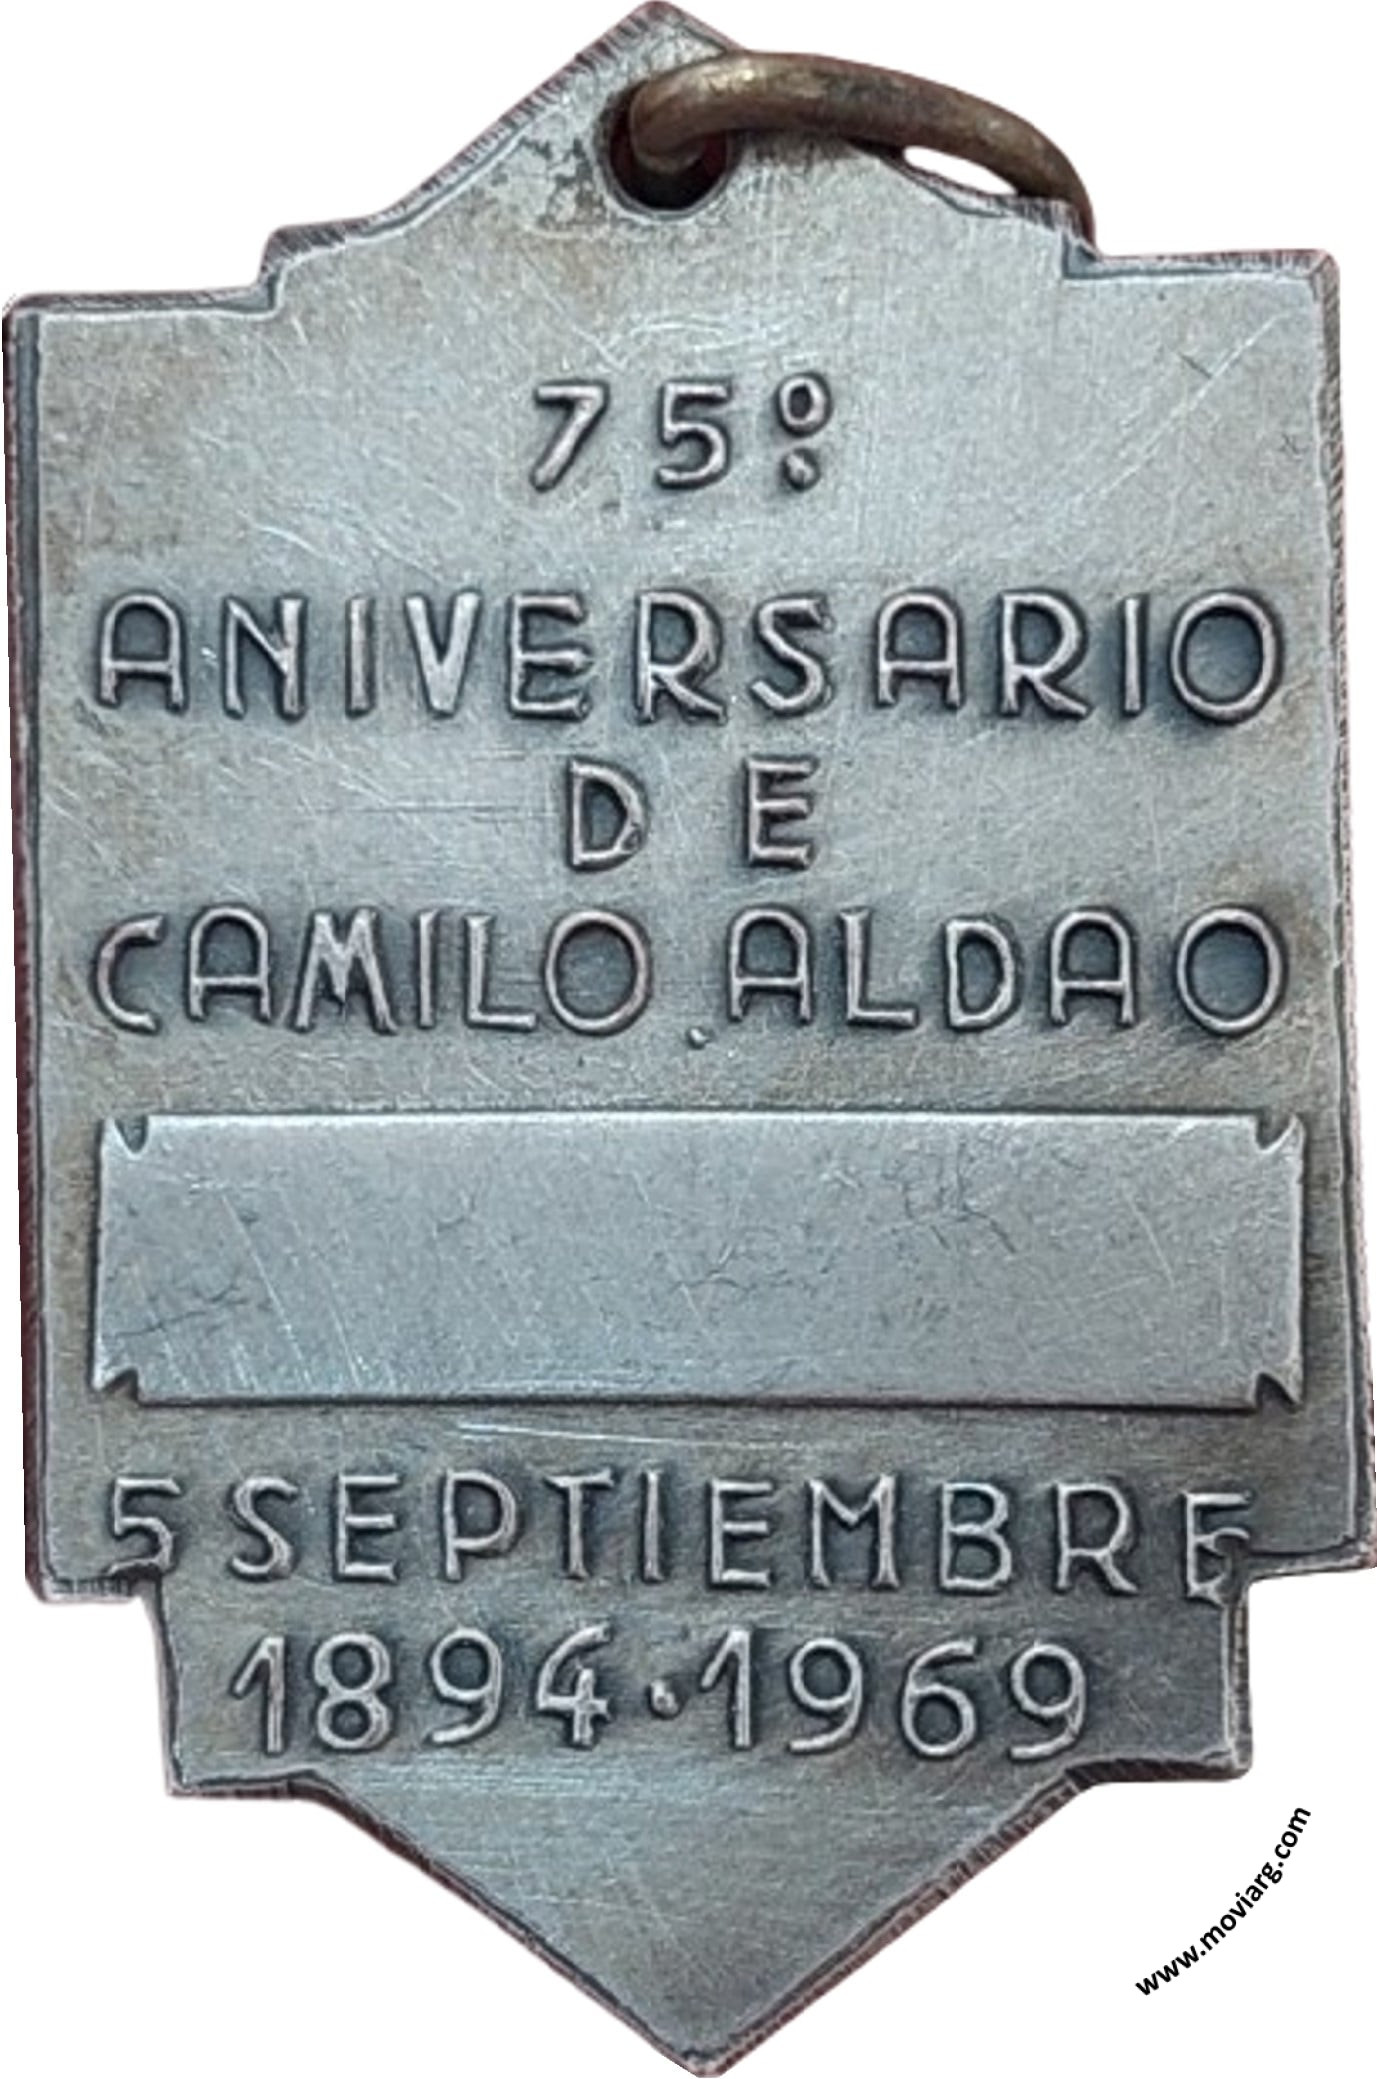 75º
ANIVERSARIO
DE
CAMILO.ALDAO
5 SEPTIEMBRE
1894·1969
www.moviarg.com